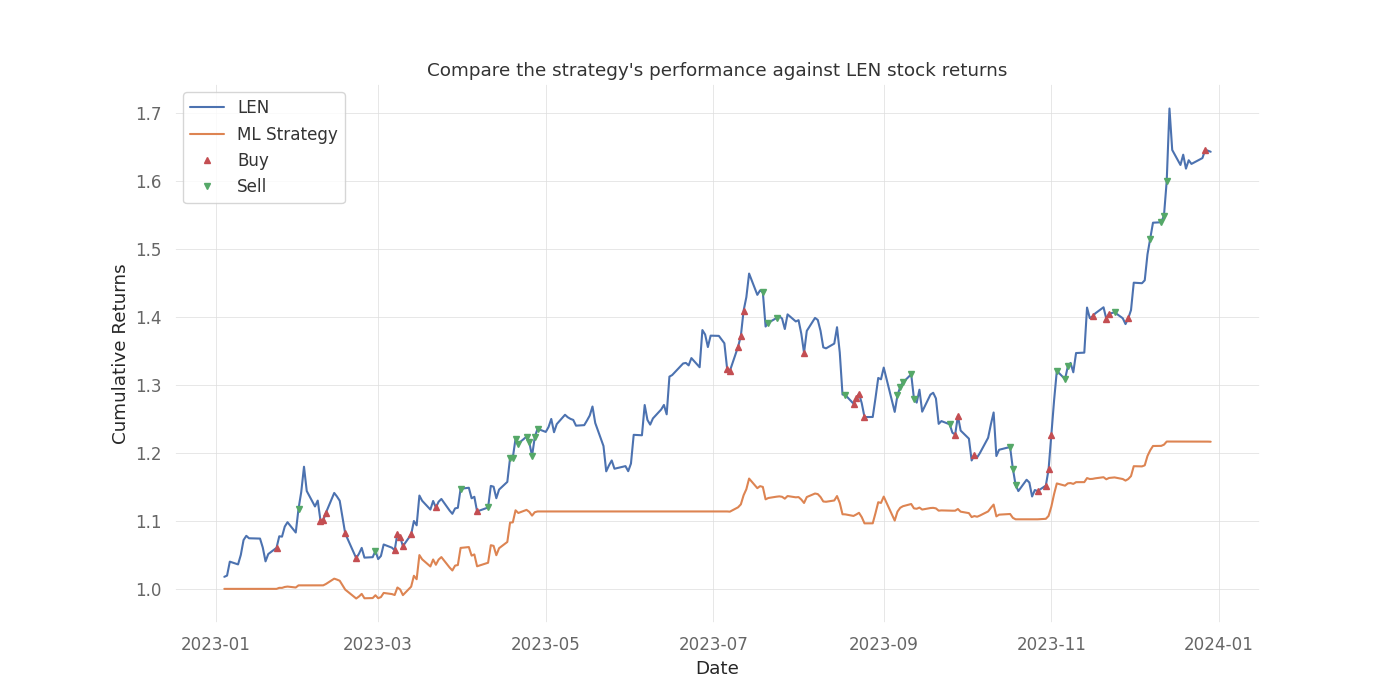 Compare the strategy's performance against LEN stock returns
LEN
ML Strategy
Buy
Sell
Cumulative Returns
1.7
1.6
1.5
1.4
1.3
1.2
1.1
1.0
2023-01
2023-03
2023-05
2023-07
2023-09
2023-11
2024-01
Date